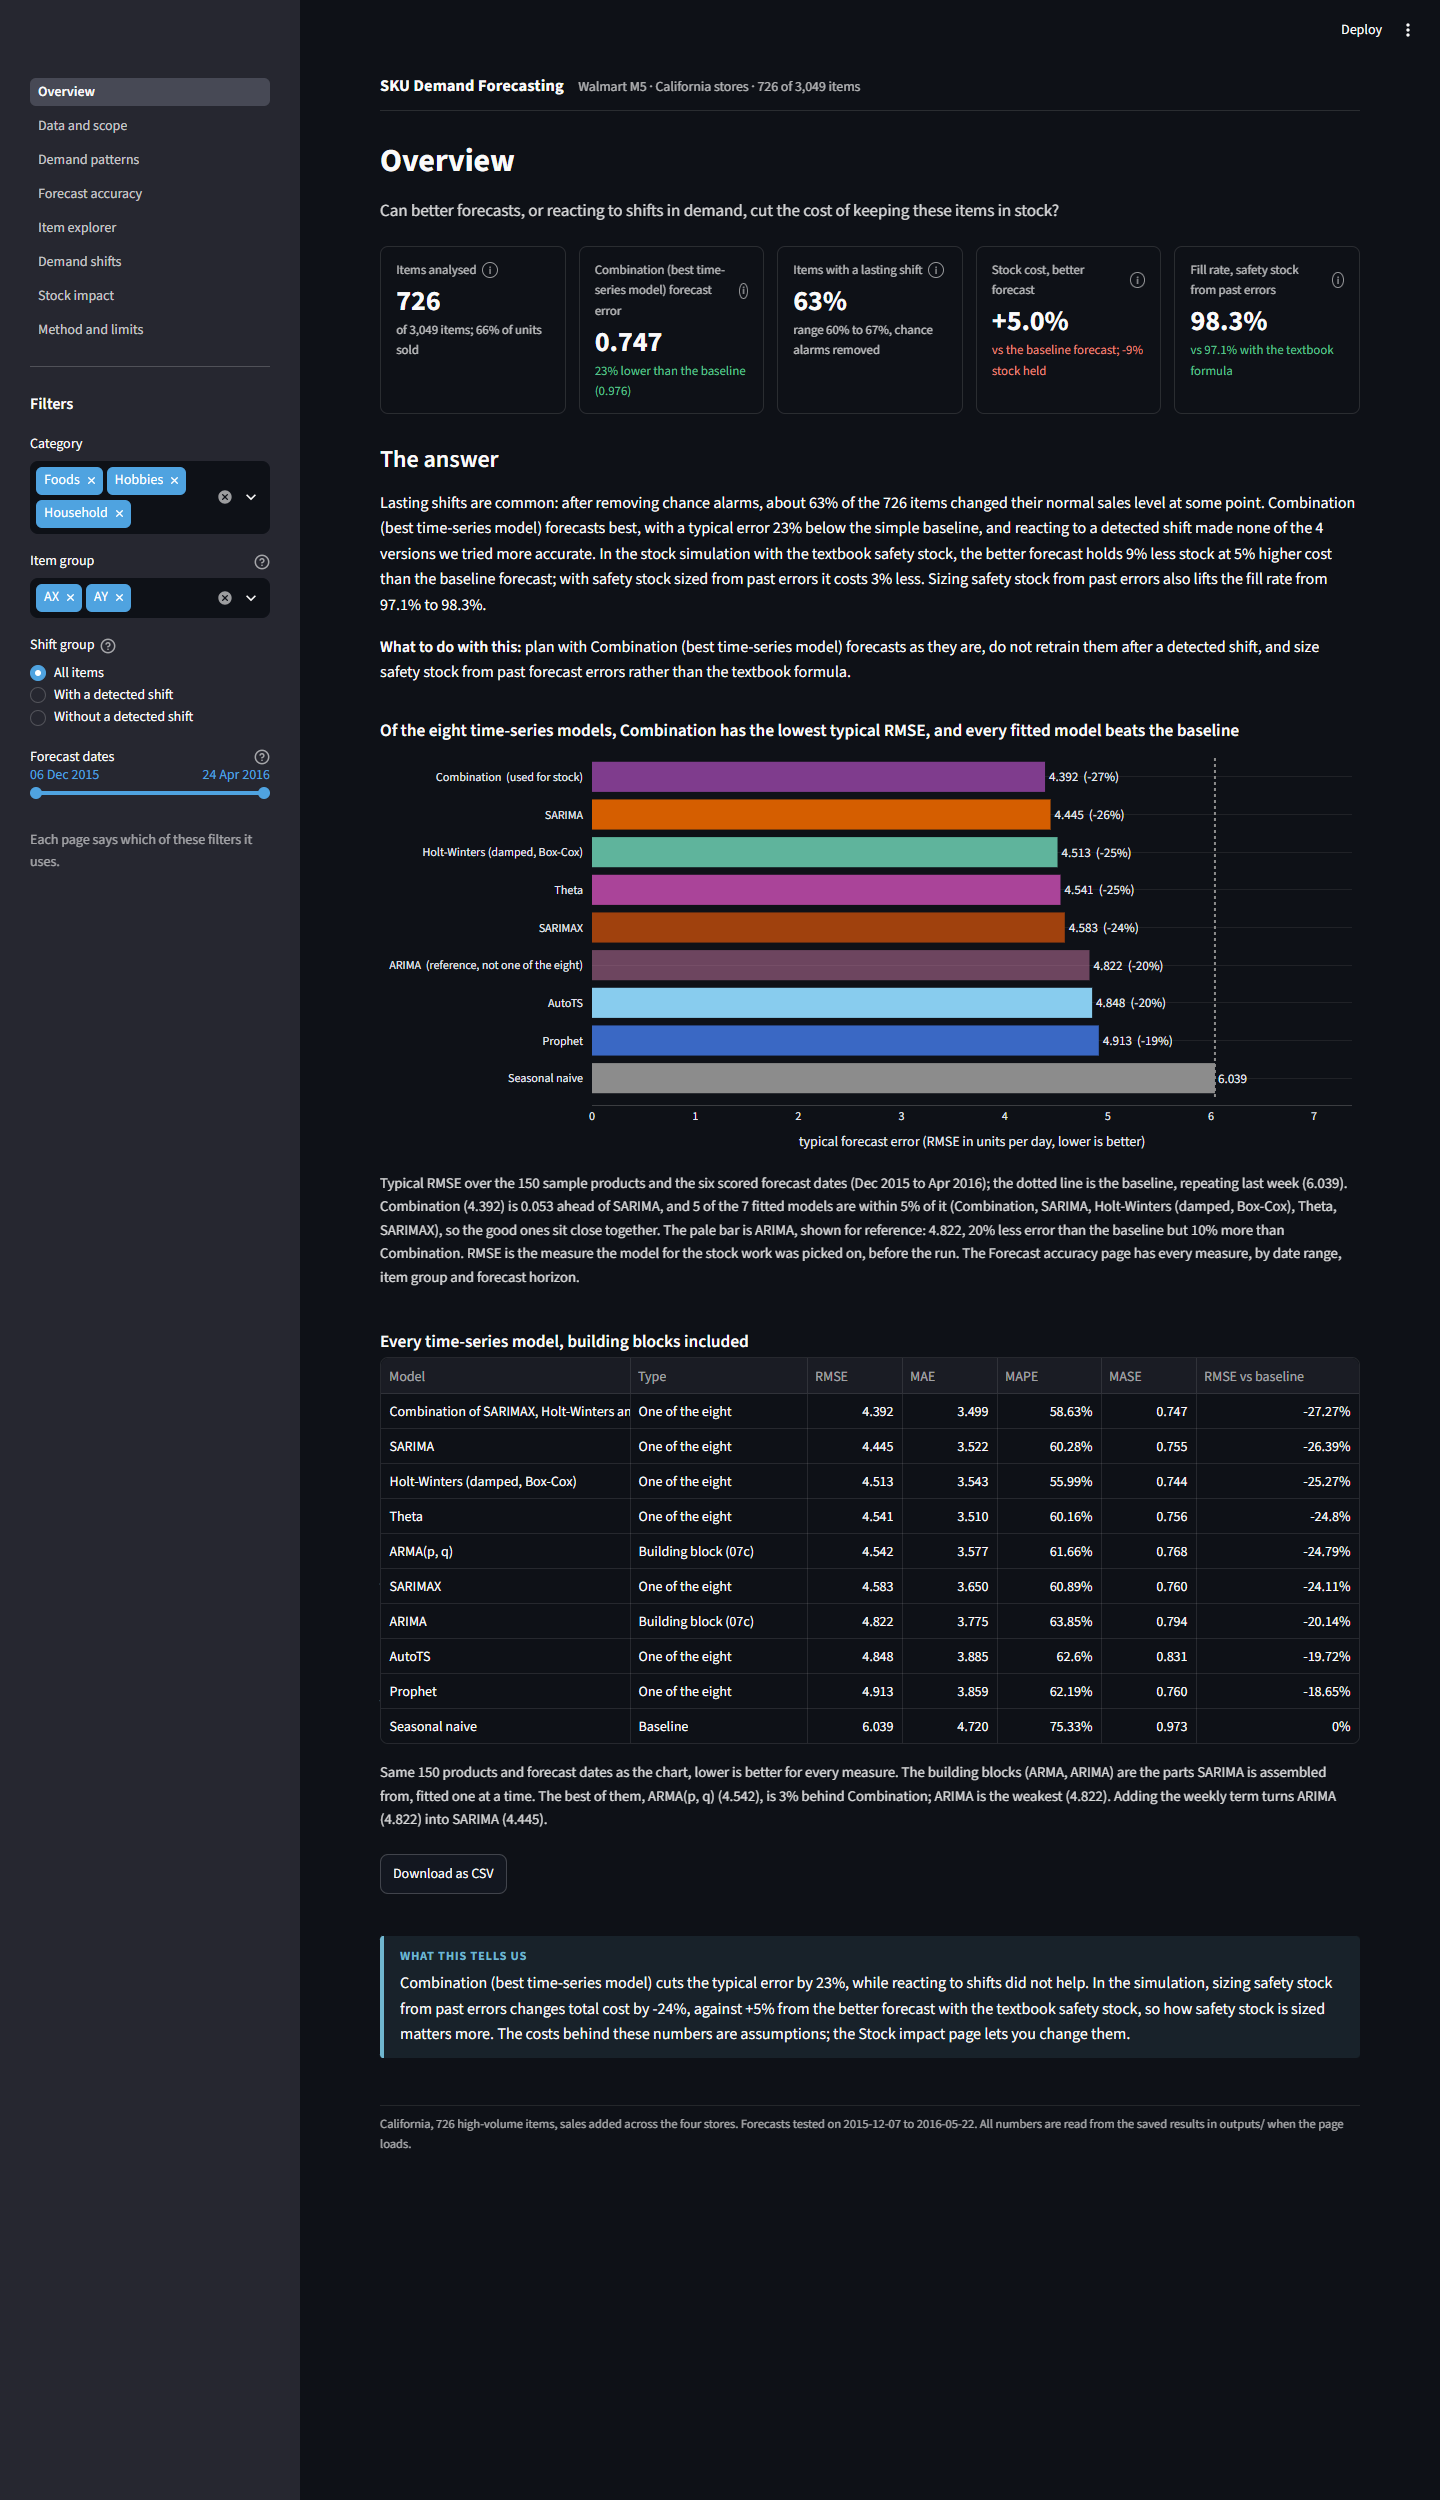 Deploy
Overview
Data and scope
Demand patterns
Forecast accuracy
Item explorer
Demand shifts
Stock impact
Method and limits
Filters
Category
Foods
Hobbies
Household
Item group
AX
AY
Shift group
All items
With a detected shift
Without a detected shift
Forecast dates
06 Dec 2015 24 Apr 2016
Each page says which of these filters it
uses.
SKU Demand Forecasting Walmart M5 · California stores · 726 of 3,049 items
Overview
Can better forecasts, or reacting to shifts in demand, cut the cost of keeping these items in stock?
Items analysed
726
of 3,049 items; 66% of units
sold
Combination (best time-
series model) forecast
error
0.747
23% lower than the baseline
(0.976)
Items with a lasting shift
63%
range 60% to 67%, chance
alarms removed
Stock cost, better
forecast
+5.0%
vs the baseline forecast; -9%
stock held
Fill rate, safety stock
from past errors
98.3%
vs 97.1% with the textbook
formula
The answer
Lasting shifts are common: after removing chance alarms, about 63% of the 726 items changed their normal sales level at some point. Combination
(best time-series model) forecasts best, with a typical error 23% below the simple baseline, and reacting to a detected shift made none of the 4
versions we tried more accurate. In the stock simulation with the textbook safety stock, the better forecast holds 9% less stock at 5% higher cost
than the baseline forecast; with safety stock sized from past errors it costs 3% less. Sizing safety stock from past errors also lifts the fill rate from
97.1% to 98.3%.
What to do with this: plan with Combination (best time-series model) forecasts as they are, do not retrain them after a detected shift, and size
safety stock from past forecast errors rather than the textbook formula.
Of the eight time-series models, Combination has the lowest typical RMSE, and every fitted model beats the baseline
Combination (used for stock) 4.392 (-27%)
SARIMA 4.445 (-26%)
Holt-Winters (damped, Box-Cox) 4.513 (-25%)
Theta 4.541 (-25%)
SARIMAX 4.583 (-24%)
ARIMA (reference, not one of the eight) 4.822 (-20%)
AutoTS 4.848 (-20%)
Prophet 4.913 (-19%)
Seasonal naive 6.039
0 1 2 3 4 5 6 7
typical forecast error (RMSE in units per day, lower is better)
Typical RMSE over the 150 sample products and the six scored forecast dates (Dec 2015 to Apr 2016); the dotted line is the baseline, repeating last week (6.039).
Combination (4.392) is 0.053 ahead of SARIMA, and 5 of the 7 fitted models are within 5% of it (Combination, SARIMA, Holt-Winters (damped, Box-Cox), Theta,
SARIMAX), so the good ones sit close together. The pale bar is ARIMA, shown for reference: 4.822, 20% less error than the baseline but 10% more than
Combination. RMSE is the measure the model for the stock work was picked on, before the run. The Forecast accuracy page has every measure, by date range,
item group and forecast horizon.
Every time-series model, building blocks included
Model Type RMSE MAE MAPE MASE RMSE vs baseline
Combination of SARIMAX, Holt-Winters an One of the eight 4.392 3.499 58.63% 0.747 -27.27%
SARIMA One of the eight 4.445 3.522 60.28% 0.755 -26.39%
Holt-Winters (damped, Box-Cox) One of the eight 4.513 3.543 55.99% 0.744 -25.27%
Theta One of the eight 4.541 3.510 60.16% 0.756 -24.8%
ARMA(p, q) Building block (07c) 4.542 3.577 61.66% 0.768 -24.79%
SARIMAX One of the eight 4.583 3.650 60.89% 0.760 -24.11%
ARIMA Building block (07c) 4.822 3.775 63.85% 0.794 -20.14%
AutoTS One of the eight 4.848 3.885 62.6% 0.831 -19.72%
Prophet One of the eight 4.913 3.859 62.19% 0.760 -18.65%
Seasonal naive Baseline 6.039 4.720 75.33% 0.973 0%
Same 150 products and forecast dates as the chart, lower is better for every measure. The building blocks (ARMA, ARIMA) are the parts SARIMA is assembled
from, fitted one at a time. The best of them, ARMA(p, q) (4.542), is 3% behind Combination; ARIMA is the weakest (4.822). Adding the weekly term turns ARIMA
(4.822) into SARIMA (4.445).
Download as CSV
WHAT THIS TELLS US
Combination (best time-series model) cuts the typical error by 23%, while reacting to shifts did not help. In the simulation, sizing safety stock
from past errors changes total cost by -24%, against +5% from the better forecast with the textbook safety stock, so how safety stock is sized
matters more. The costs behind these numbers are assumptions; the Stock impact page lets you change them.
California, 726 high-volume items, sales added across the four stores. Forecasts tested on 2015-12-07 to 2016-05-22. All numbers are read from the saved results in outputs/ when the page
loads.